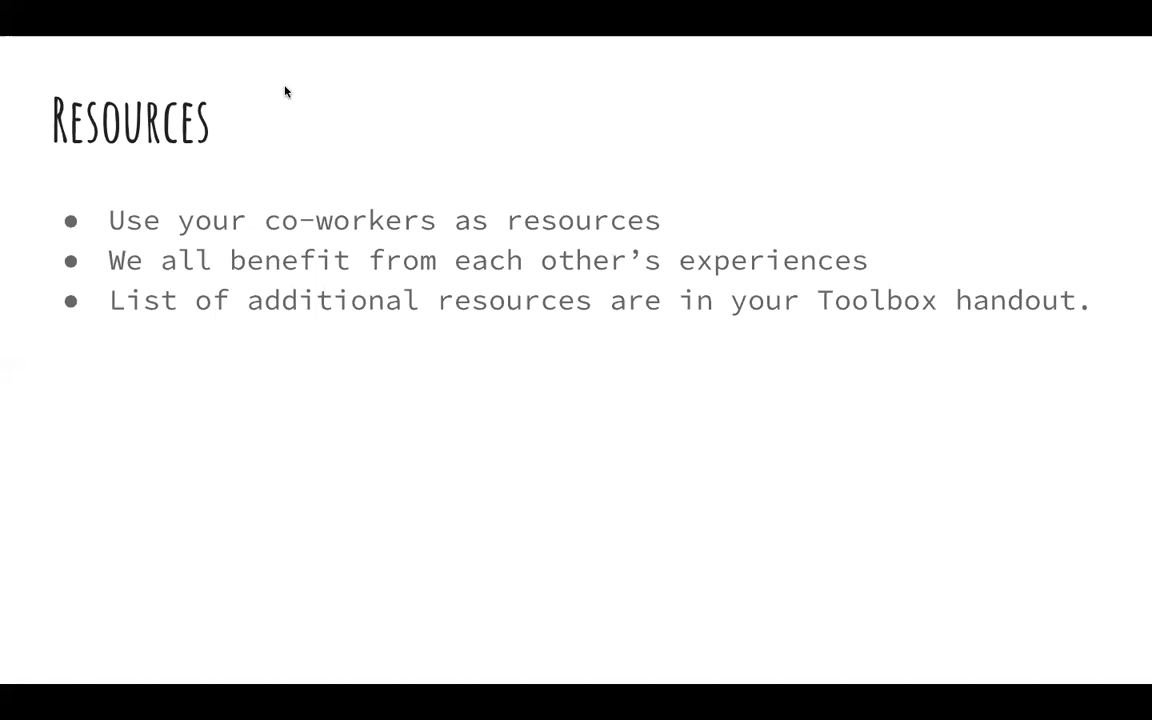 Resources
● Use your co-workers as resources
● We all benefit from each other’s experiences
● List of additional resources are in your Toolbox handout.